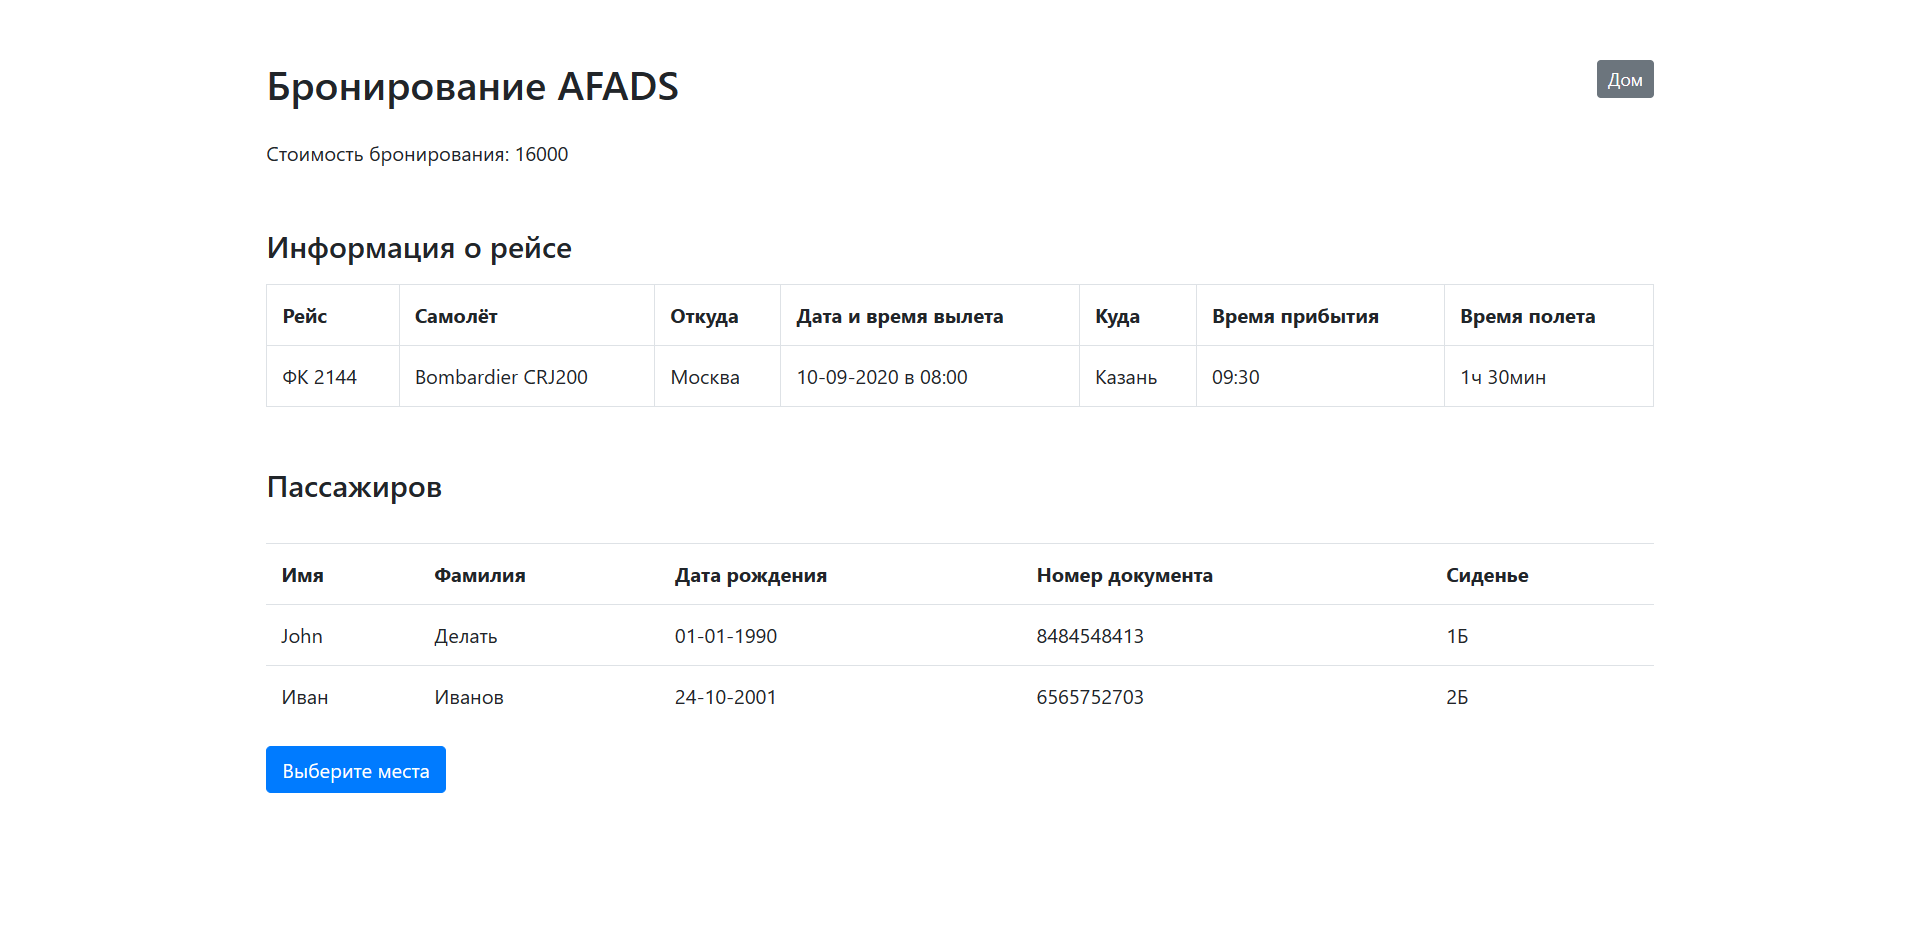 Бронирование AFADS
Дом
Стоимость бронирования: 16000
Информация о рейсе
Рейс Самолёт Откуда Дата и время вылета Куда Время прибытия Время полета
ФК 2144 Bombardier CRJ200 Москва 10-09-2020 в 08:00 Казань 09:30 1ч 30мин
Пассажиров
Имя Фамилия Дата рождения Номер документа Сиденье
John Делать 01-01-1990 8484548413 1Б
Иван Иванов 24-10-2001 6565752703 2Б
Выберите места